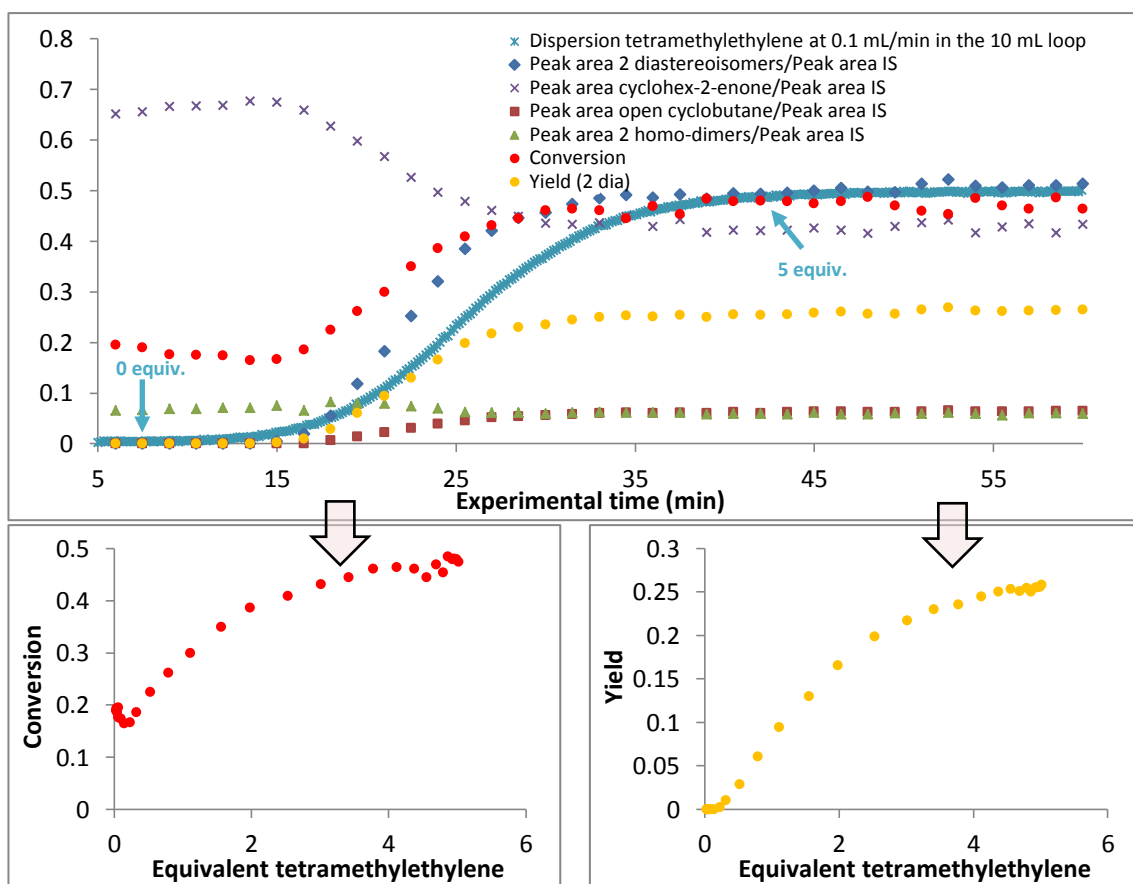 0.8
0.7
0.6
0.5
0.4
0.3
0.2
0.1
0
Dispersion tetramethylethylene at 0.1 mL/min in the 10 mL loop
Peak area 2 diastereoisomers/Peak area IS
Peak area cyclohex-2-enone/Peak area IS
Peak area open cyclobutane/Peak area IS
Peak area 2 homo-dimers/Peak area IS
Conversion
Yield (2 dia)
0 equiv.
5 equiv.
5 15 25 35 45 55
Experimental time (min)
0.5
0.4
0.3
0.2
0.1
0
Conversion
0 2 4 6
Equivalent tetramethylethylene
0.3
0.25
0.2
0.15
0.1
0.05
0
Yield
0 2 4 6
Equivalent tetramethylethylene